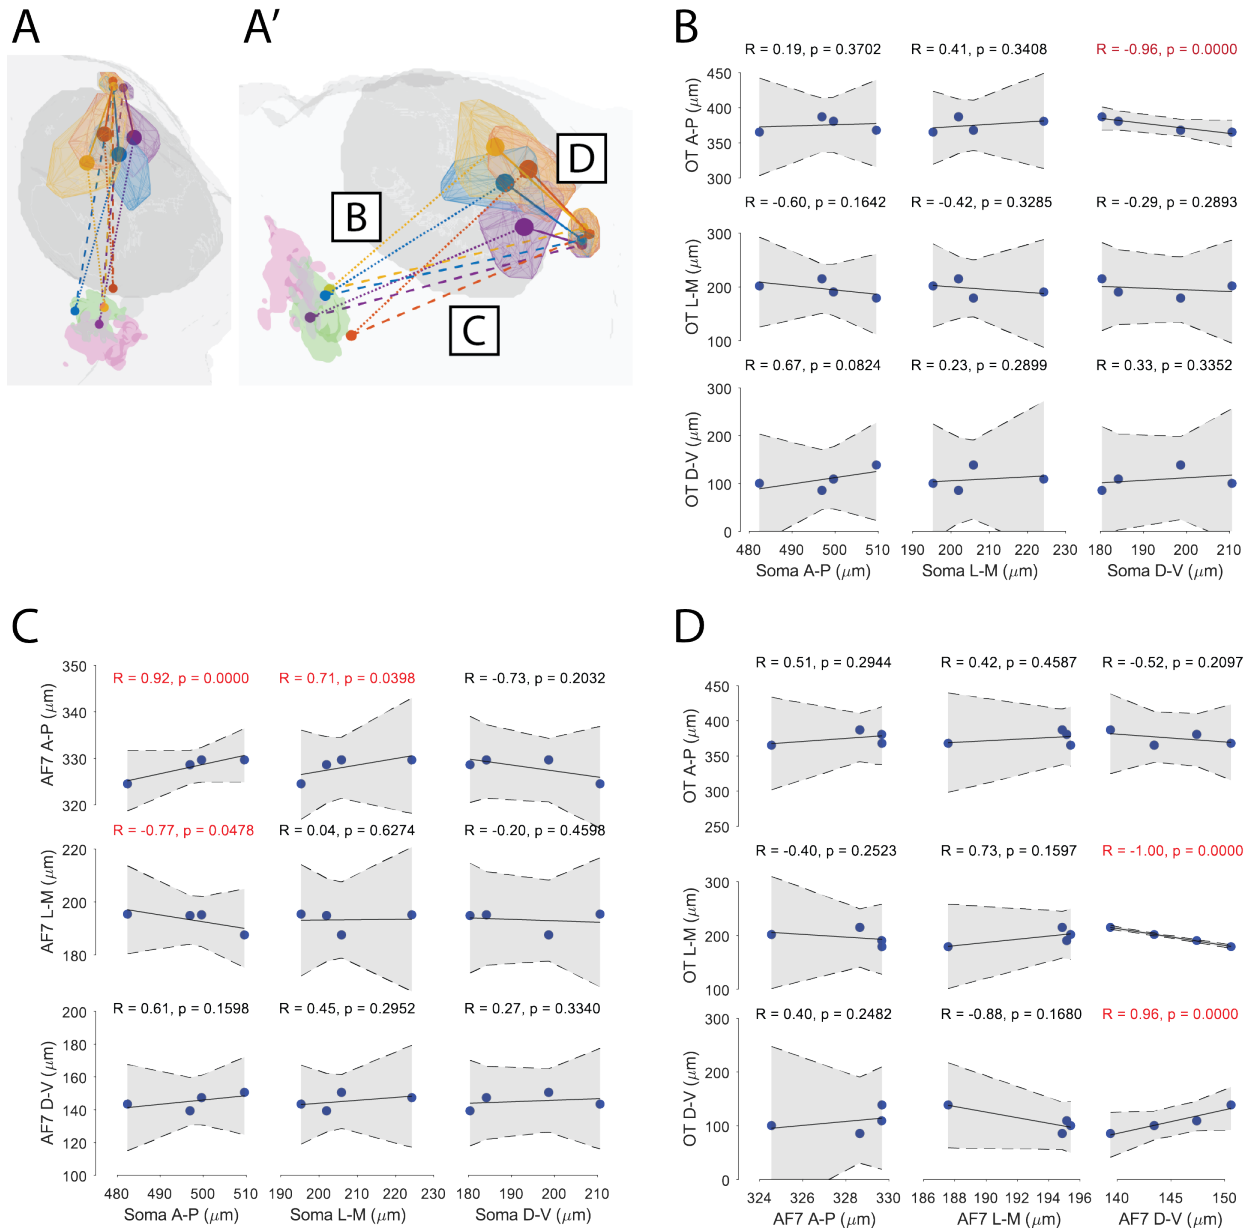 A
A′
B
C
D
B
R = 0.19, p = 0.3702
R = 0.41, p = 0.3408
R = -0.96, p = 0.0000
OT A-P (μm)
450
400
350
300
R = -0.60, p = 0.1642
R = -0.42, p = 0.3285
R = -0.29, p = 0.2893
OT L-M (μm)
300
200
100
R = 0.67, p = 0.0824
R = 0.23, p = 0.2899
R = 0.33, p = 0.3352
OT D-V (μm)
300
200
100
0
480 490 500 510
190 200 210 220 230
180 190 200 210
Soma A-P (μm)
Soma L-M (μm)
Soma D-V (μm)
C
R = 0.92, p = 0.0000
R = 0.71, p = 0.0398
R = -0.73, p = 0.2032
AF7 A-P (μm)
350
340
330
320
R = -0.77, p = 0.0478
R = 0.04, p = 0.6274
R = -0.20, p = 0.4598
AF7 L-M (μm)
220
200
180
R = 0.61, p = 0.1598
R = 0.45, p = 0.2952
R = 0.27, p = 0.3340
AF7 D-V (μm)
200
180
160
140
120
100
480 490 500 510
190 200 210 220 230
180 190 200 210
Soma A-P (μm)
Soma L-M (μm)
Soma D-V (μm)
D
R = 0.51, p = 0.2944
R = 0.42, p = 0.4587
R = -0.52, p = 0.2097
OT A-P (μm)
450
400
350
300
250
R = -0.40, p = 0.2523
R = 0.73, p = 0.1597
R = -1.00, p = 0.0000
OT L-M (μm)
300
200
100
R = 0.40, p = 0.2482
R = -0.88, p = 0.1680
R = 0.96, p = 0.0000
OT D-V (μm)
300
200
100
0
324 326 328 330
186 188 190 192 194 196
140 145 150
AF7 A-P (μm)
AF7 L-M (μm)
AF7 D-V (μm)